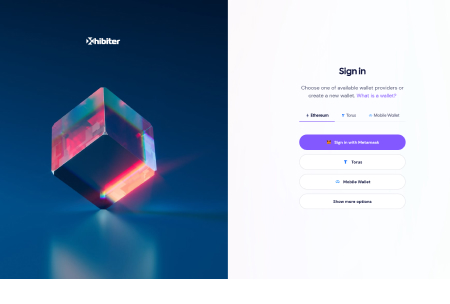 Xhibiter
Sign in
Choose one of available wallet providers or
create a new wallet. What is a wallet?
Ethereum Torus Mobile Wallet
Sign in with Metamask
Torus
Mobile Wallet
Show more options